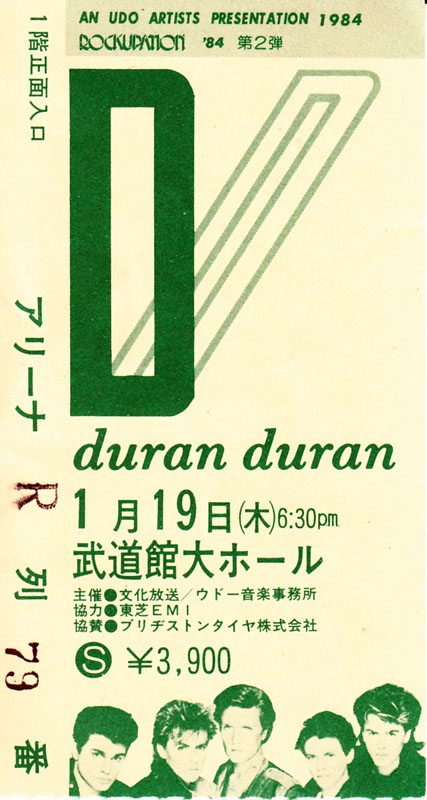 AN UDO ARTISTS PRESENTATION 1984
ROCKUPATION '84 第2弾
D
duran duran
1月19日(木)6:30pm
武道館大ホール
主催●文化放送/ウドー音楽事務所
協力●東芝EMI
協賛●ブリヂストンタイヤ株式会社
Ⓢ ¥3,900
1階正面入口
アリーナ R 列 79 番